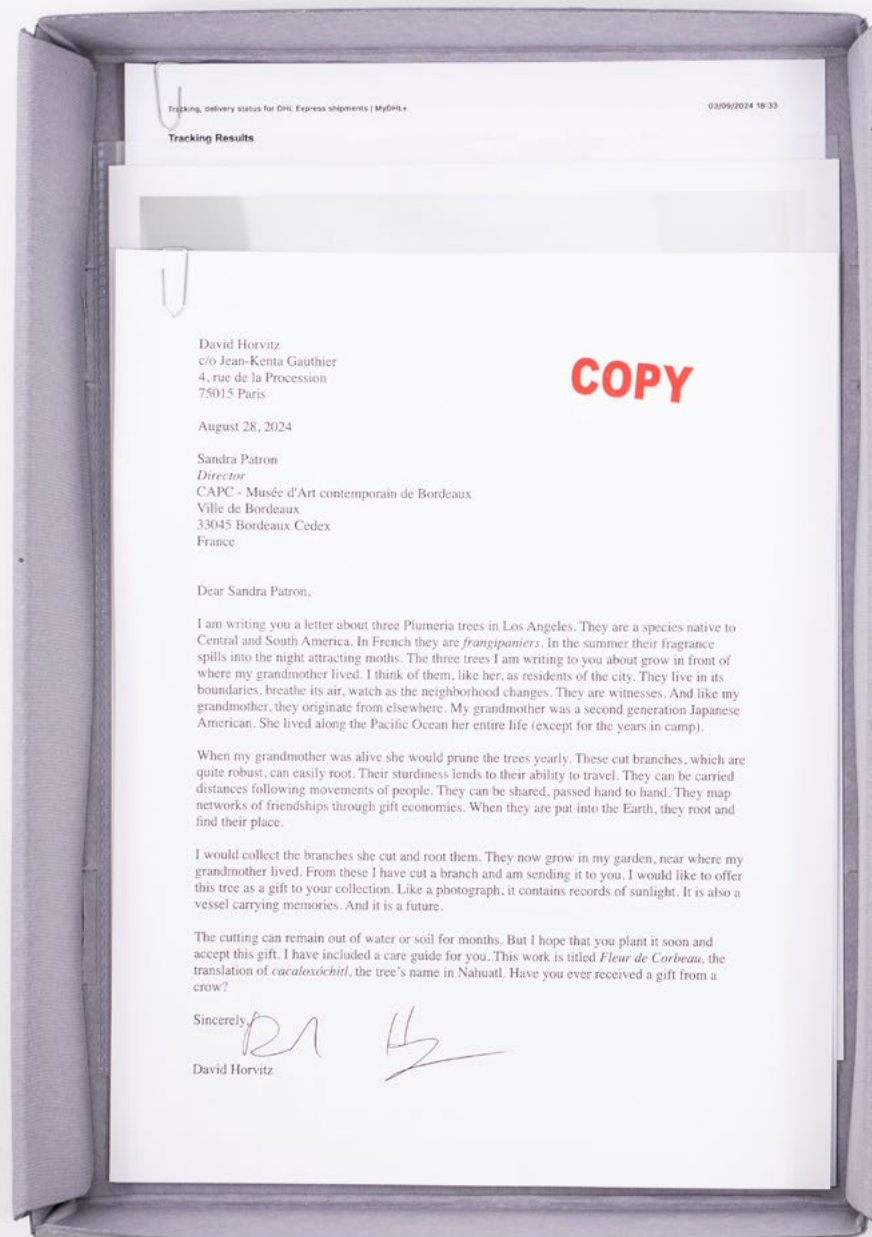 Tracking, delivery status for DHL Express shipments | MyDHL+
03/09/2024 18:33
Tracking Results
David Horvitz
c/o Jean-Kenta Gauthier
4, rue de la Procession
75015 Paris
COPY
August 28, 2024
Sandra Patron
Director
CAPC - Musée d'Art contemporain de Bordeaux
Ville de Bordeaux
33045 Bordeaux Cedex
France
Dear Sandra Patron,
I am writing you a letter about three Plumeria trees in Los Angeles. They are a species native to
Central and South America. In French they are frangipaniers. In the summer their fragrance
spills into the night attracting moths. The three trees I am writing to you about grow in front of
where my grandmother lived. I think of them, like her, as residents of the city. They live in its
boundaries, breathe its air, watch as the neighborhood changes. They are witnesses. And like my
grandmother, they originate from elsewhere. My grandmother was a second generation Japanese
American. She lived along the Pacific Ocean her entire life (except for the years in camp).
When my grandmother was alive she would prune the trees yearly. These cut branches, which are
quite robust, can easily root. Their sturdiness lends to their ability to travel. They can be carried
distances following movements of people. They can be shared, passed hand to hand. They map
networks of friendships through gift economies. When they are put into the Earth, they root and
find their place.
I would collect the branches she cut and root them. They now grow in my garden, near where my
grandmother lived. From these I have cut a branch and am sending it to you. I would like to offer
this tree as a gift to your collection. Like a photograph, it contains records of sunlight. It is also a
vessel carrying memories. And it is a future.
The cutting can remain out of water or soil for months. But I hope that you plant it soon and
accept this gift. I have included a care guide for you. This work is titled Fleur de Corbeau, the
translation of cacaloxóchitl, the tree's name in Nahuatl. Have you ever received a gift from a
crow?
Sincerely,
David Horvitz